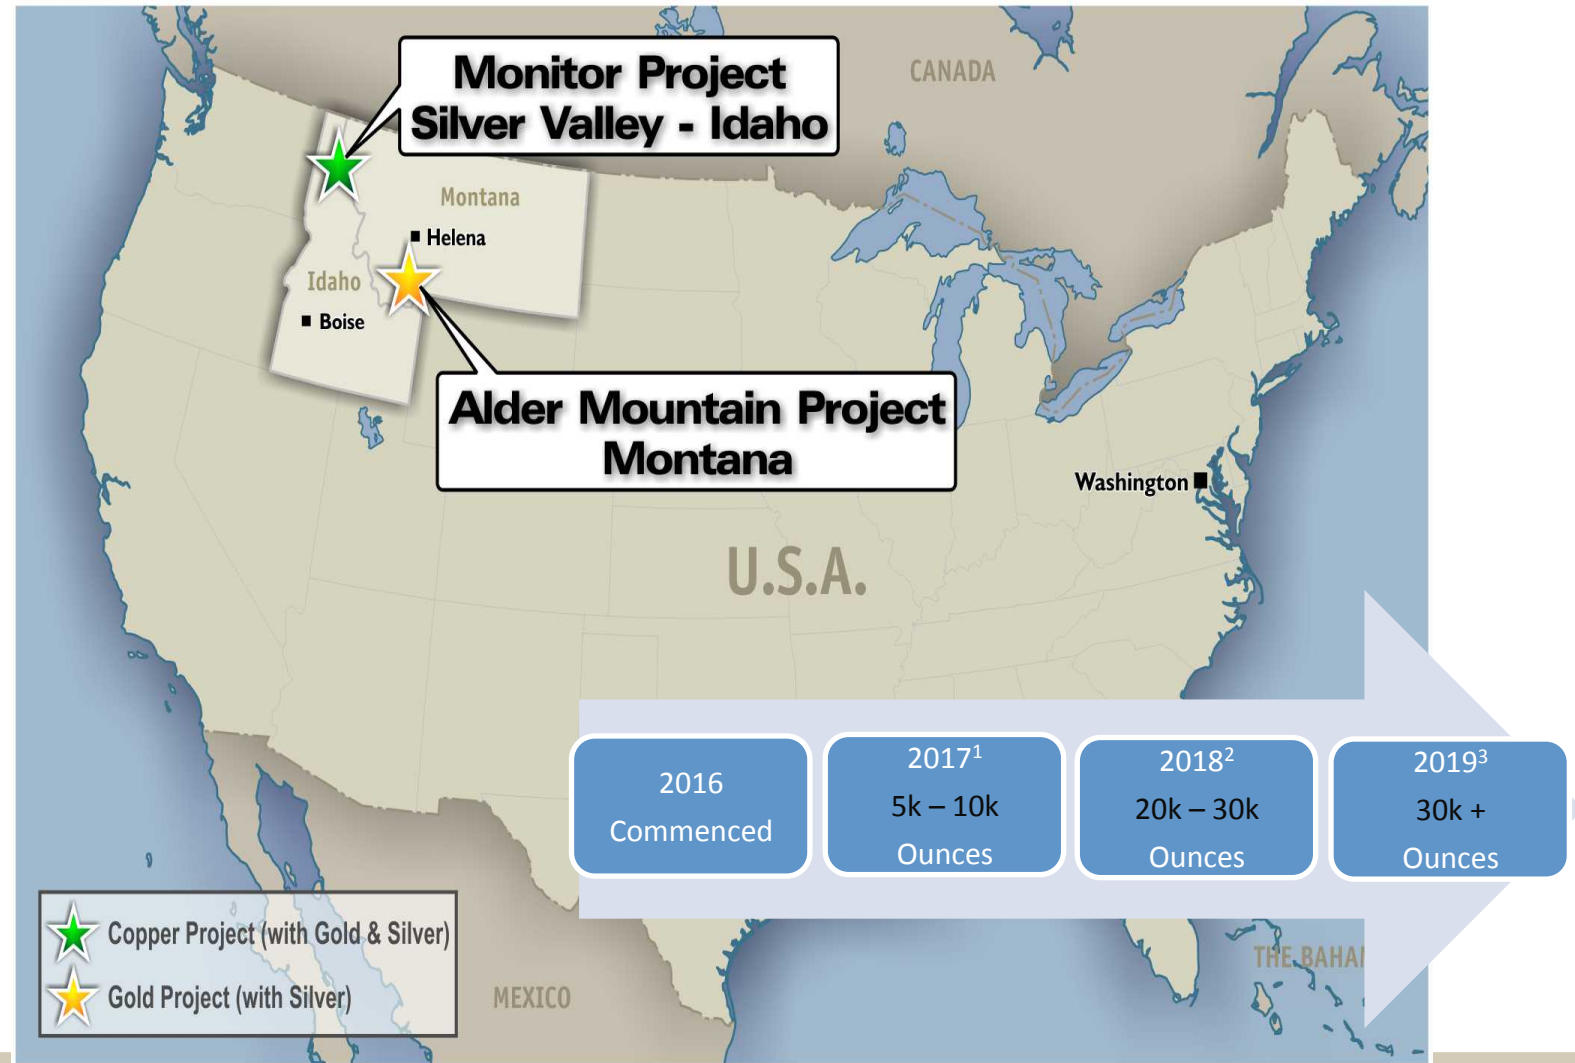 Monitor Project
Silver Valley - Idaho
CANADA
Montana
Helena
Idaho
Boise
Alder Mountain Project
Montana
Washington
U.S.A.
2016
Commenced
2017¹
5k – 10k
Ounces
2018²
20k – 30k
Ounces
2019³
30k +
Ounces
Copper Project (with Gold & Silver)
Gold Project (with Silver)
MEXICO
THE BAHA